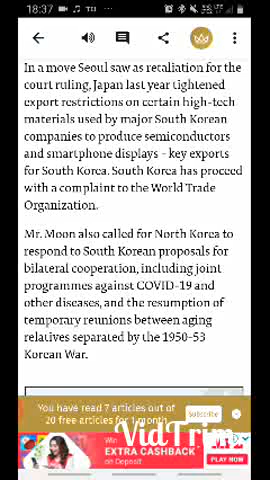 18:37
In a move Seoul saw as retaliation for the
court ruling, Japan last year tightened
export restrictions on certain high-tech
materials used by major South Korean
companies to produce semiconductors
and smartphone displays - key exports
for South Korea. South Korea has proceed
with a complaint to the World Trade
Organization.
Mr. Moon also called for North Korea to
respond to South Korean proposals for
bilateral cooperation, including joint
programmes against COVID-19 and
other diseases, and the resumption of
temporary reunions between aging
relatives separated by the 1950-53
Korean War.
You have read 7 articles out of
20 free articles for 1 month
Subscribe
VidTrim
Win
EXTRA CASHBACK
on Deposit
PLAY NOW